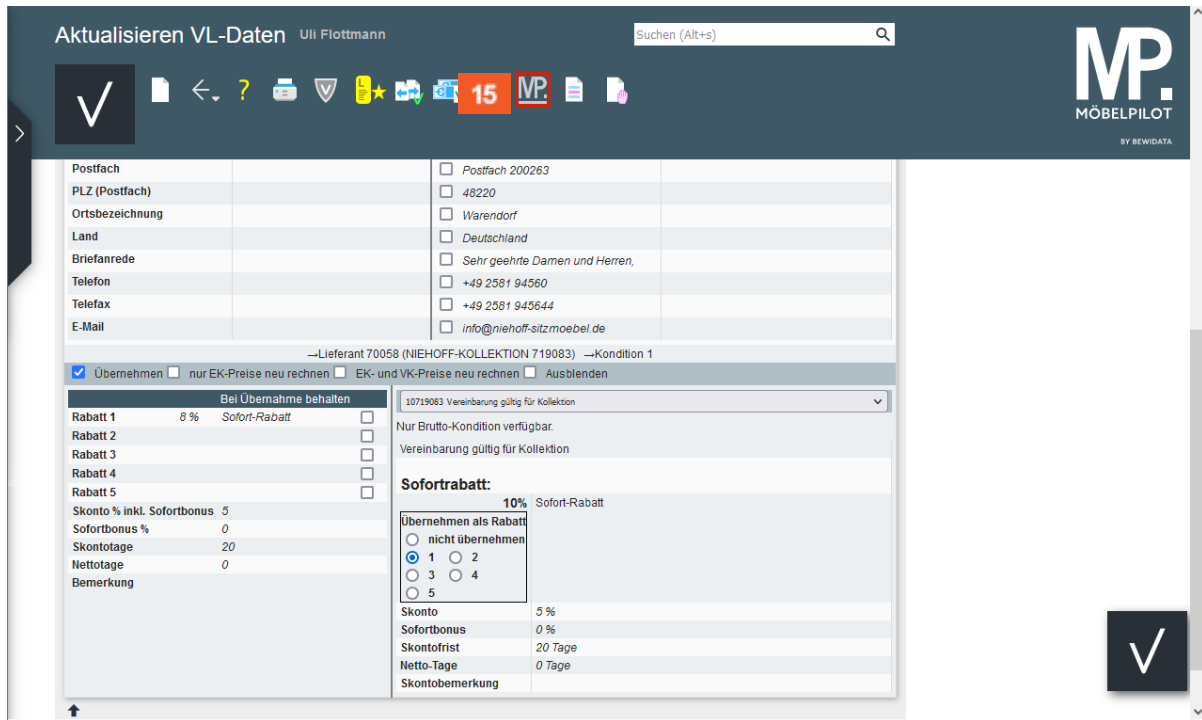 Aktualisieren VL-Daten Uli Flottmann
Suchen (Alt+s)
MP.
MÖBELPILOT
BY BEWIDATA
? V L 15 MP.
Postfach Postfach 200263
PLZ (Postfach) 48220
Ortsbezeichnung Warendorf
Land Deutschland
Briefanrede Sehr geehrte Damen und Herren,
Telefon +49 2581 94560
Telefax +49 2581 945644
E-Mail info@niehoff-sitzmoebel.de
→Lieferant 70058 (NIEHOFF-KOLLEKTION 719083) →Kondition 1
Übernehmen nur EK-Preise neu rechnen EK- und VK-Preise neu rechnen Ausblenden
Bei Übernahme behalten
Rabatt 1 8 % Sofort-Rabatt
Rabatt 2
Rabatt 3
Rabatt 4
Rabatt 5
Skonto % inkl. Sofortbonus 5
Sofortbonus % 0
Skontotage 20
Nettotage 0
Bemerkung
10719083 Vereinbarung gültig für Kollektion
Nur Brutto-Kondition verfügbar.
Vereinbarung gültig für Kollektion
Sofortrabatt:
10% Sofort-Rabatt
Übernehmen als Rabatt
nicht übernehmen
1 2
3 4
5
Skonto 5 %
Sofortbonus 0 %
Skontofrist 20 Tage
Netto-Tage 0 Tage
Skontobemerkung